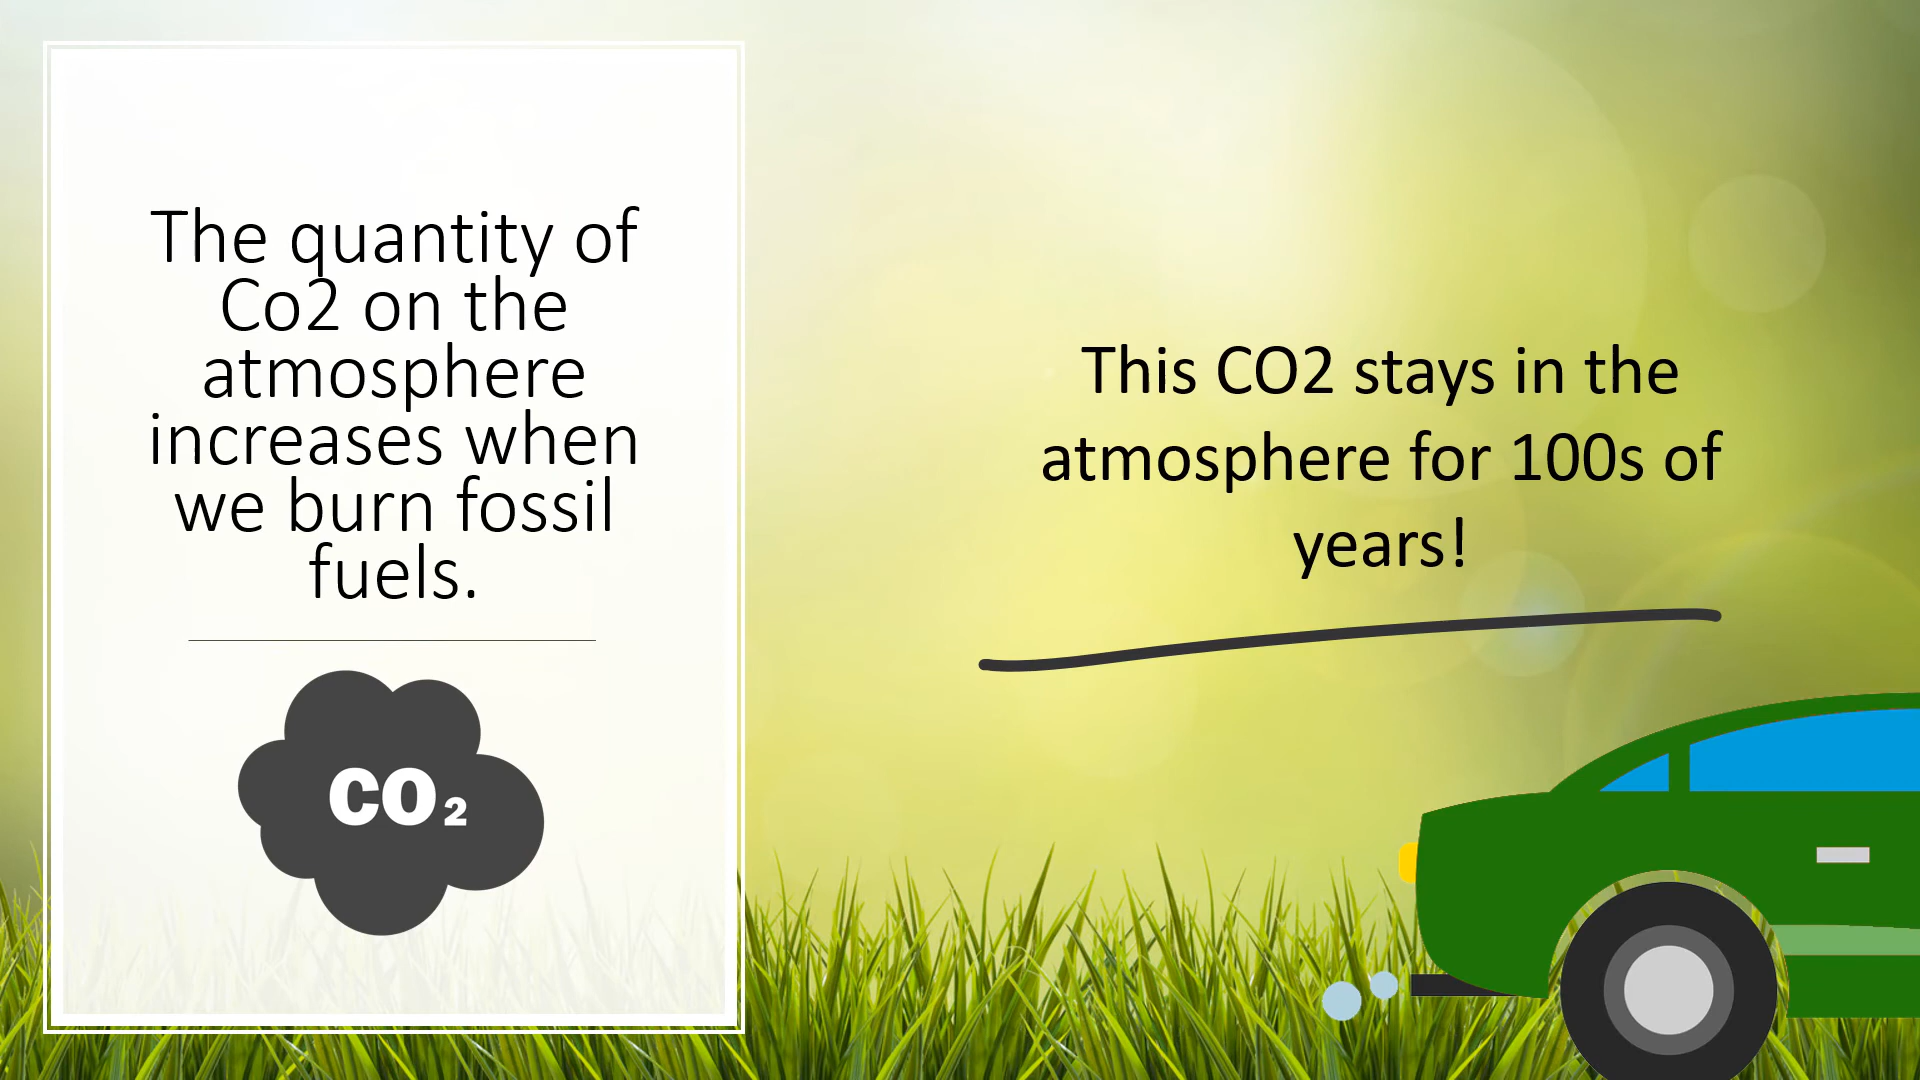 The quantity of
Co2 on the
atmosphere
increases when
we burn fossil
fuels.
CO₂
This CO2 stays in the
atmosphere for 100s of
years!